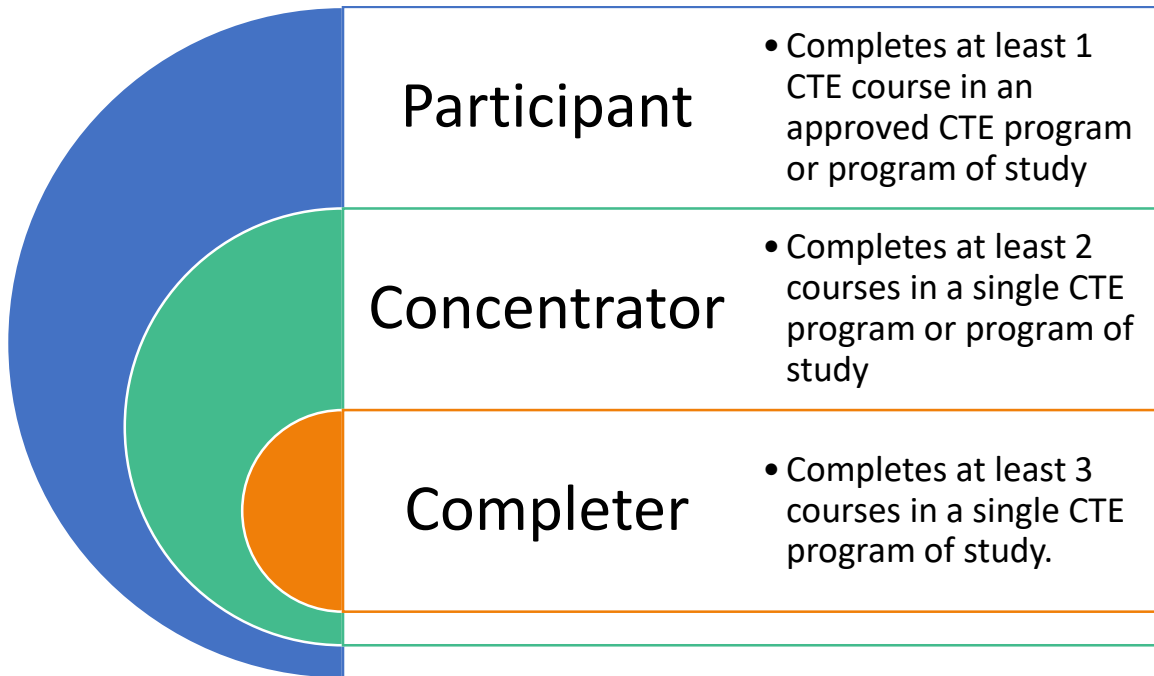 Participant
• Completes at least 1
CTE course in an
approved CTE program
or program of study
Concentrator
• Completes at least 2
courses in a single CTE
program or program of
study
Completer
• Completes at least 3
courses in a single CTE
program of study.